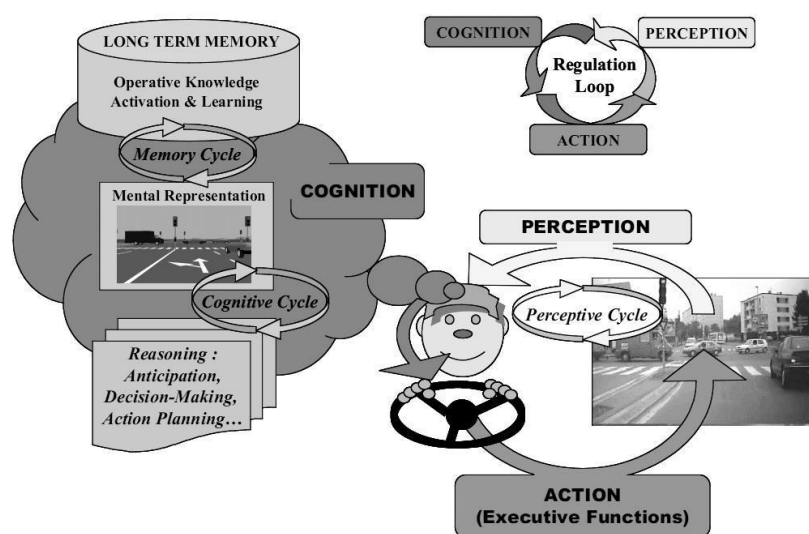 LONG TERM MEMORY
Operative Knowledge
Activation & Learning
Memory Cycle
Mental Representation
COGNITION
Cognitive Cycle
Reasoning :
Anticipation,
Decision-Making,
Action Planning…
COGNITION
PERCEPTION
Regulation
Loop
ACTION
PERCEPTION
Perceptive Cycle
ACTION
(Executive Functions)